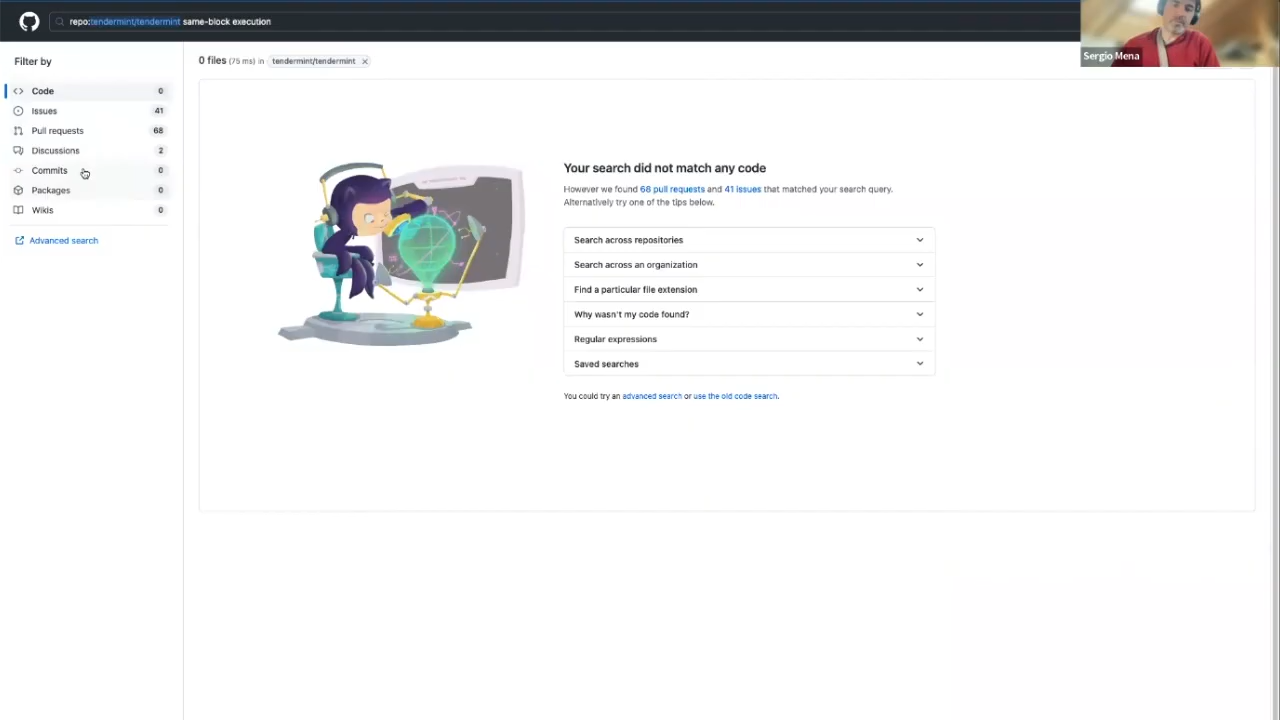 repo:tendermint/tendermint same-block execution
Sergio Mena
Filter by
Code 0
Issues 41
Pull requests 68
Discussions 2
Commits 0
Packages 0
Wikis 0
Advanced search
0 files (75 ms) in tendermint/tendermint
Your search did not match any code
However we found 68 pull requests and 41 issues that matched your search query.
Alternatively try one of the tips below.
Search across repositories
Search across an organization
Find a particular file extension
Why wasn't my code found?
Regular expressions
Saved searches
You could try an advanced search or use the old code search.